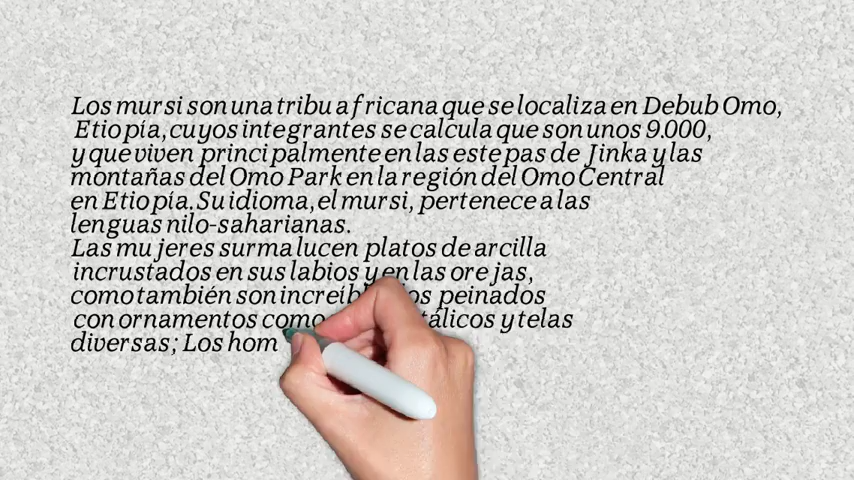 Los mursi son una tribu africana que se localiza en Debub Omo,
Etiopía, cuyos integrantes se calcula que son unos 9.000,
y que viven principalmente en las estepas de Jinka y las
montañas del Omo Park en la región del Omo Central
en Etiopía. Su idioma, el mursi, pertenece a las
lenguas nilo-saharianas.
Las mujeres surma lucen platos de arcilla
incrustados en sus labios y en las orejas,
como también son peinados
con ornamentos como y telas
diversas; Los hom